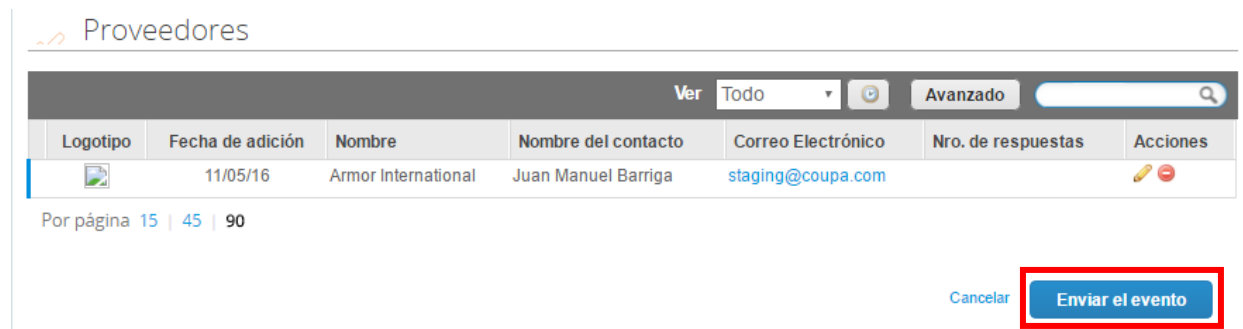 Proveedores
Ver Todo Avanzado
Logotipo Fecha de adición Nombre Nombre del contacto Correo Electrónico Nro. de respuestas Acciones
11/05/16 Armor International Juan Manuel Barriga staging@coupa.com
Por página 15 | 45 | 90
Cancelar Enviar el evento